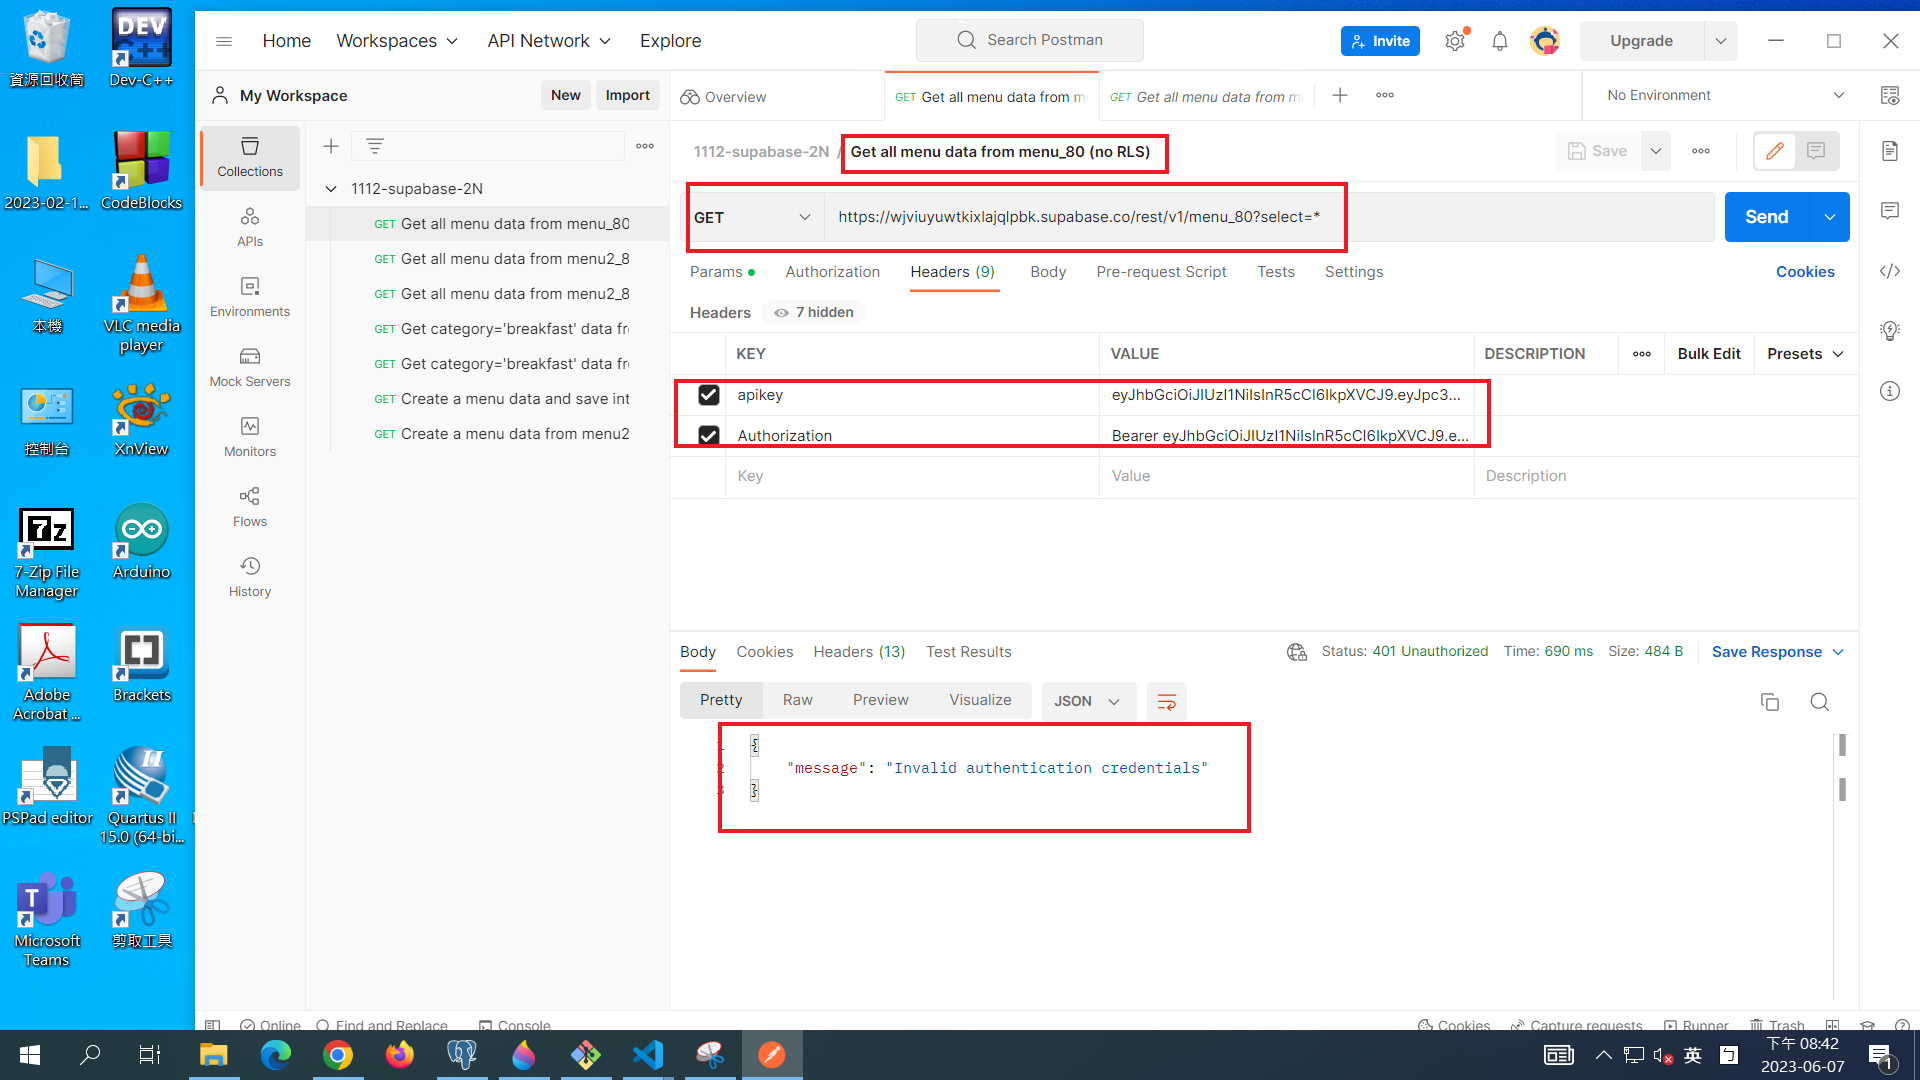 資源回收筒
Dev-C++
2023-02-1...
CodeBlocks
本機
VLC media player
控制台
XnView
7-Zip File Manager
Arduino
Adobe Acrobat ...
Brackets
PSPad editor
Quartus II 15.0 (64-bi...
Microsoft Teams
剪取工具
Home
Workspaces
API Network
Explore
Search Postman
Invite
Upgrade
My Workspace
New
Import
Overview
GET Get all menu data from m
GET Get all menu data from m
No Environment
Collections
APIs
Environments
Mock Servers
Monitors
Flows
History
1112-supabase-2N
GET Get all menu data from menu_80
GET Get all menu data from menu2_8
GET Get all menu data from menu2_8
GET Get category='breakfast' data fr
GET Get category='breakfast' data fr
GET Create a menu data and save int
GET Create a menu data from menu2
1112-supabase-2N / Get all menu data from menu_80 (no RLS)
Save
GET
https://wjviuyuwtkixlajqlpbk.supabase.co/rest/v1/menu_80?select=*
Send
Params
Authorization
Headers (9)
Body
Pre-request Script
Tests
Settings
Cookies
Headers
7 hidden
KEY
VALUE
DESCRIPTION
Bulk Edit
Presets
apikey
eyJhbGciOiJIUzI1NiIsInR5cCI6IkpXVCJ9.eyJpc3...
Authorization
Bearer eyJhbGciOiJIUzI1NiIsInR5cCI6IkpXVCJ9.e...
Key
Value
Description
Body
Cookies
Headers (13)
Test Results
Status: 401 Unauthorized
Time: 690 ms
Size: 484 B
Save Response
Pretty
Raw
Preview
Visualize
JSON
1 {
2 "message": "Invalid authentication credentials"
3 }
Online
Find and Replace
Console
Cookies
Capture requests
Runner
Trash
英
下午 08:42
2023-06-07
1